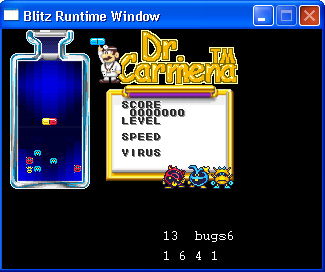 Blitz Runtime Window
Dr
Carmena TM
SCORE
0000000
LEVEL
SPEED
VIRUS
13 bugs6
1 6 4 1